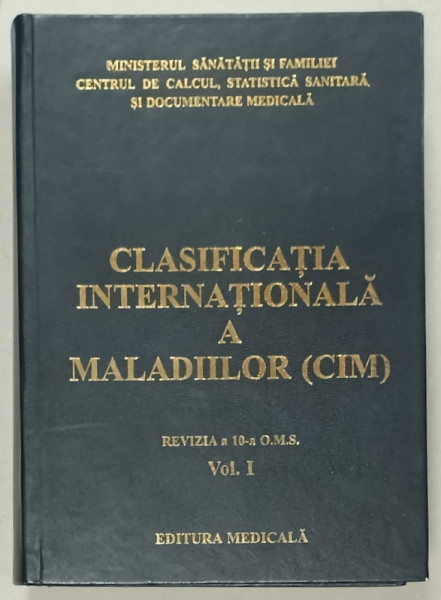 MINISTERUL SĂNĂTĂȚII ȘI FAMILIEI
CENTRUL DE CALCUL, STATISTICĂ SANITARĂ,
ȘI DOCUMENTARE MEDICALĂ
CLASIFICAȚIA
INTERNAȚIONALĂ
A
MALADIILOR (CIM)
REVIZIA a 10-a O.M.S.
Vol. I
EDITURA MEDICALĂ